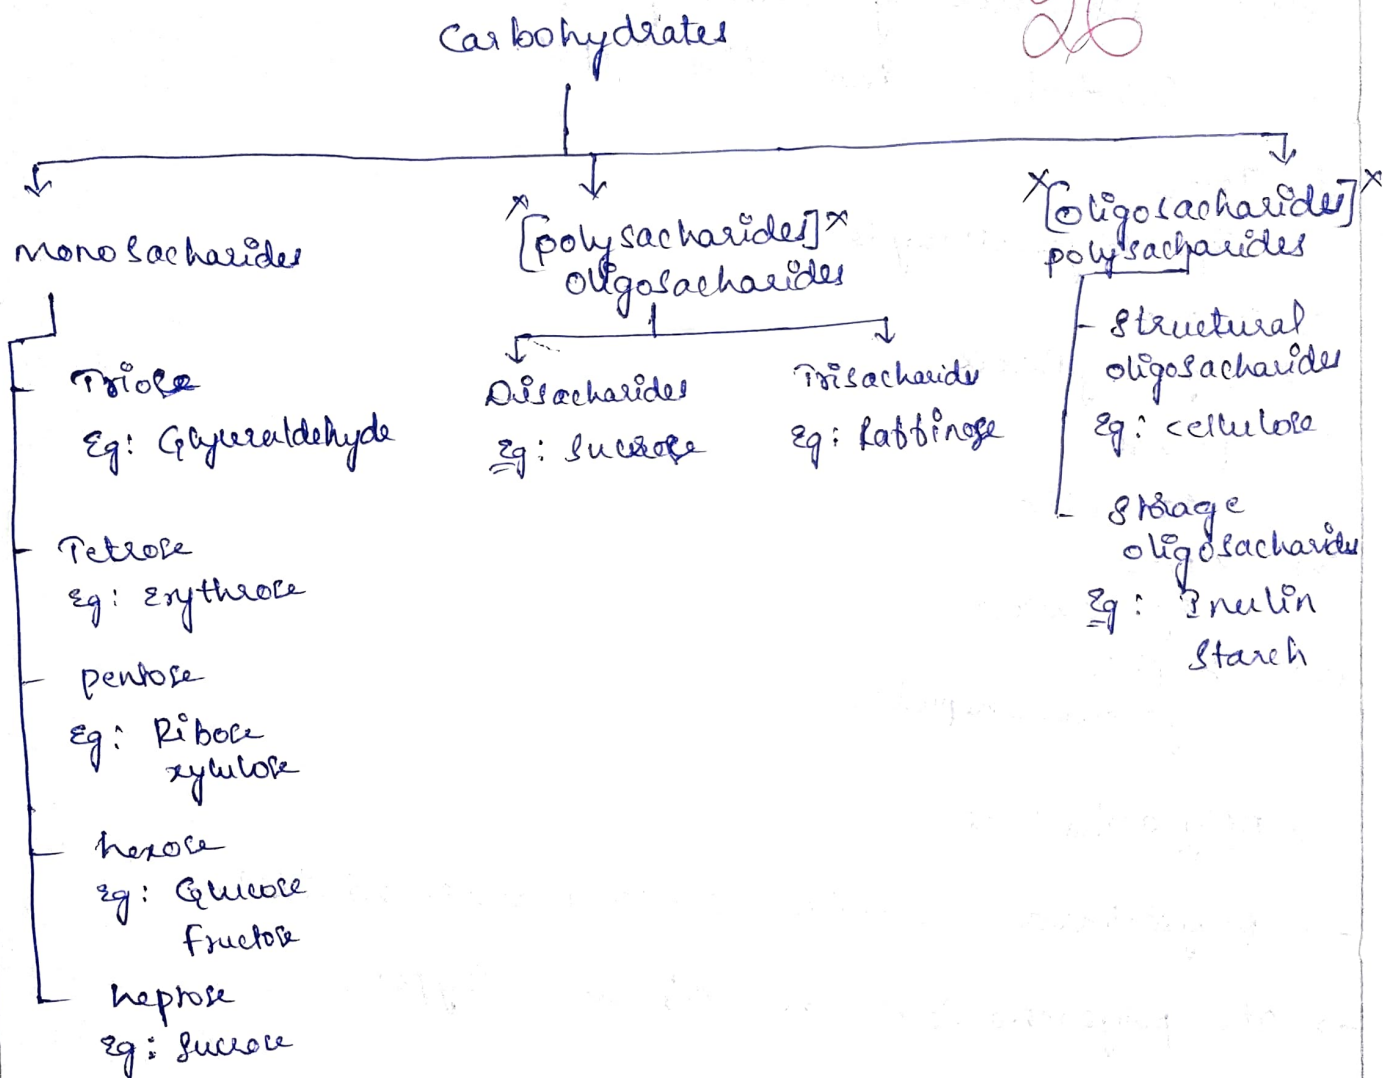 26
Carbohydrates
Monosacharides
x[polysacharides]x
oligosacharides
x[oligosacharides]x
polysacharides
Triose
Eg: Glyceraldehyde
Tetrose
Eg: Erythrose
pentose
Eg: Ribose
xylulose
hexose
Eg: Glucose
Fructose
heptose
Eg: Sucrose
Disacharides
Eg: Sucrose
Trisacharide
Eg: Raffinose
Structural
oligosacharides
Eg: cellulose
Storage
oligosacharides
Eg: Inulin
Starch